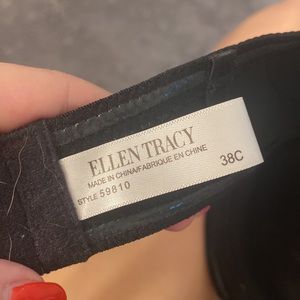 ELLEN TRACY
MADE IN CHINA/FABRIQUE EN CHINE
38C
STYLE 59810